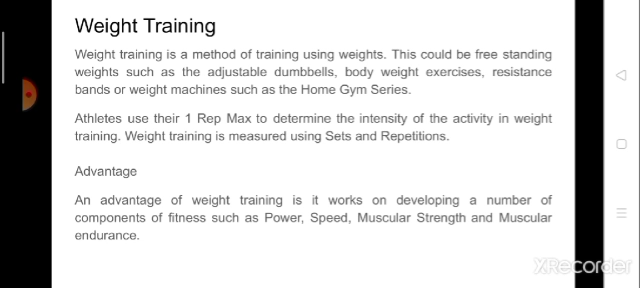 Weight Training
Weight training is a method of training using weights. This could be free standing
weights such as the adjustable dumbbells, body weight exercises, resistance
bands or weight machines such as the Home Gym Series.
Athletes use their 1 Rep Max to determine the intensity of the activity in weight
training. Weight training is measured using Sets and Repetitions.
Advantage
An advantage of weight training is it works on developing a number of
components of fitness such as Power, Speed, Muscular Strength and Muscular
endurance.
XRecorder